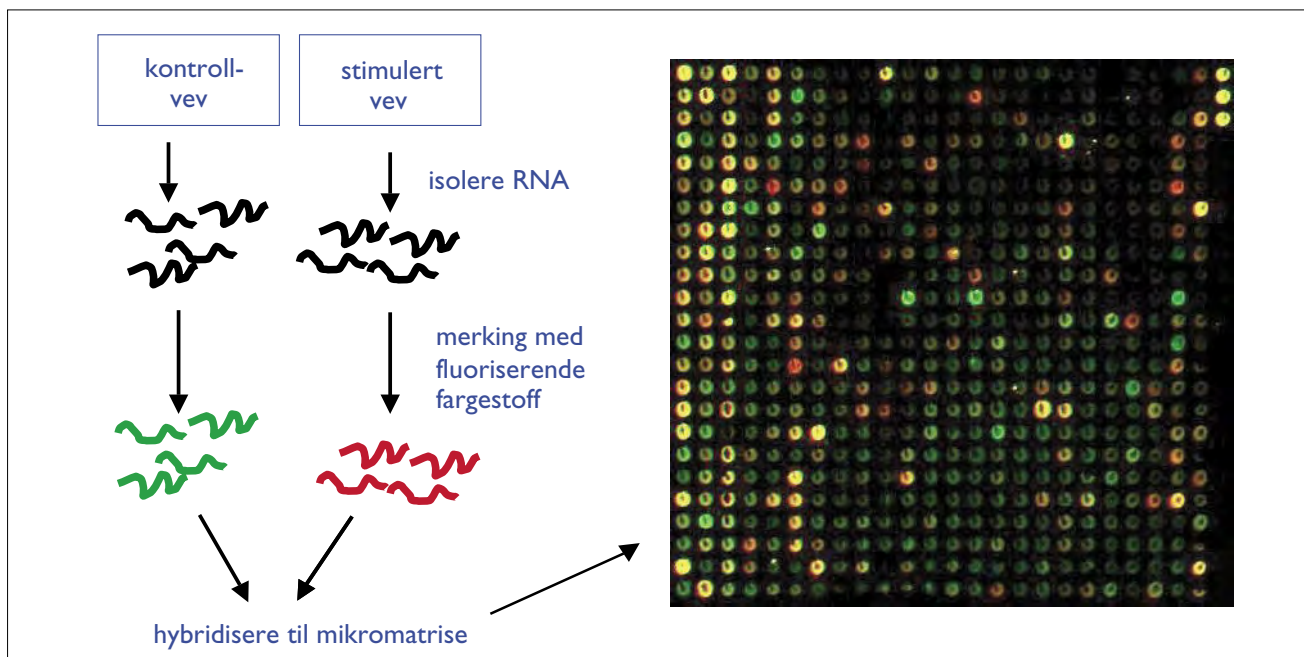 kontroll-
vev
stimulert
vev
isolere RNA
merking med
fluoriserende
fargestoff
hybridisere til mikromatrise